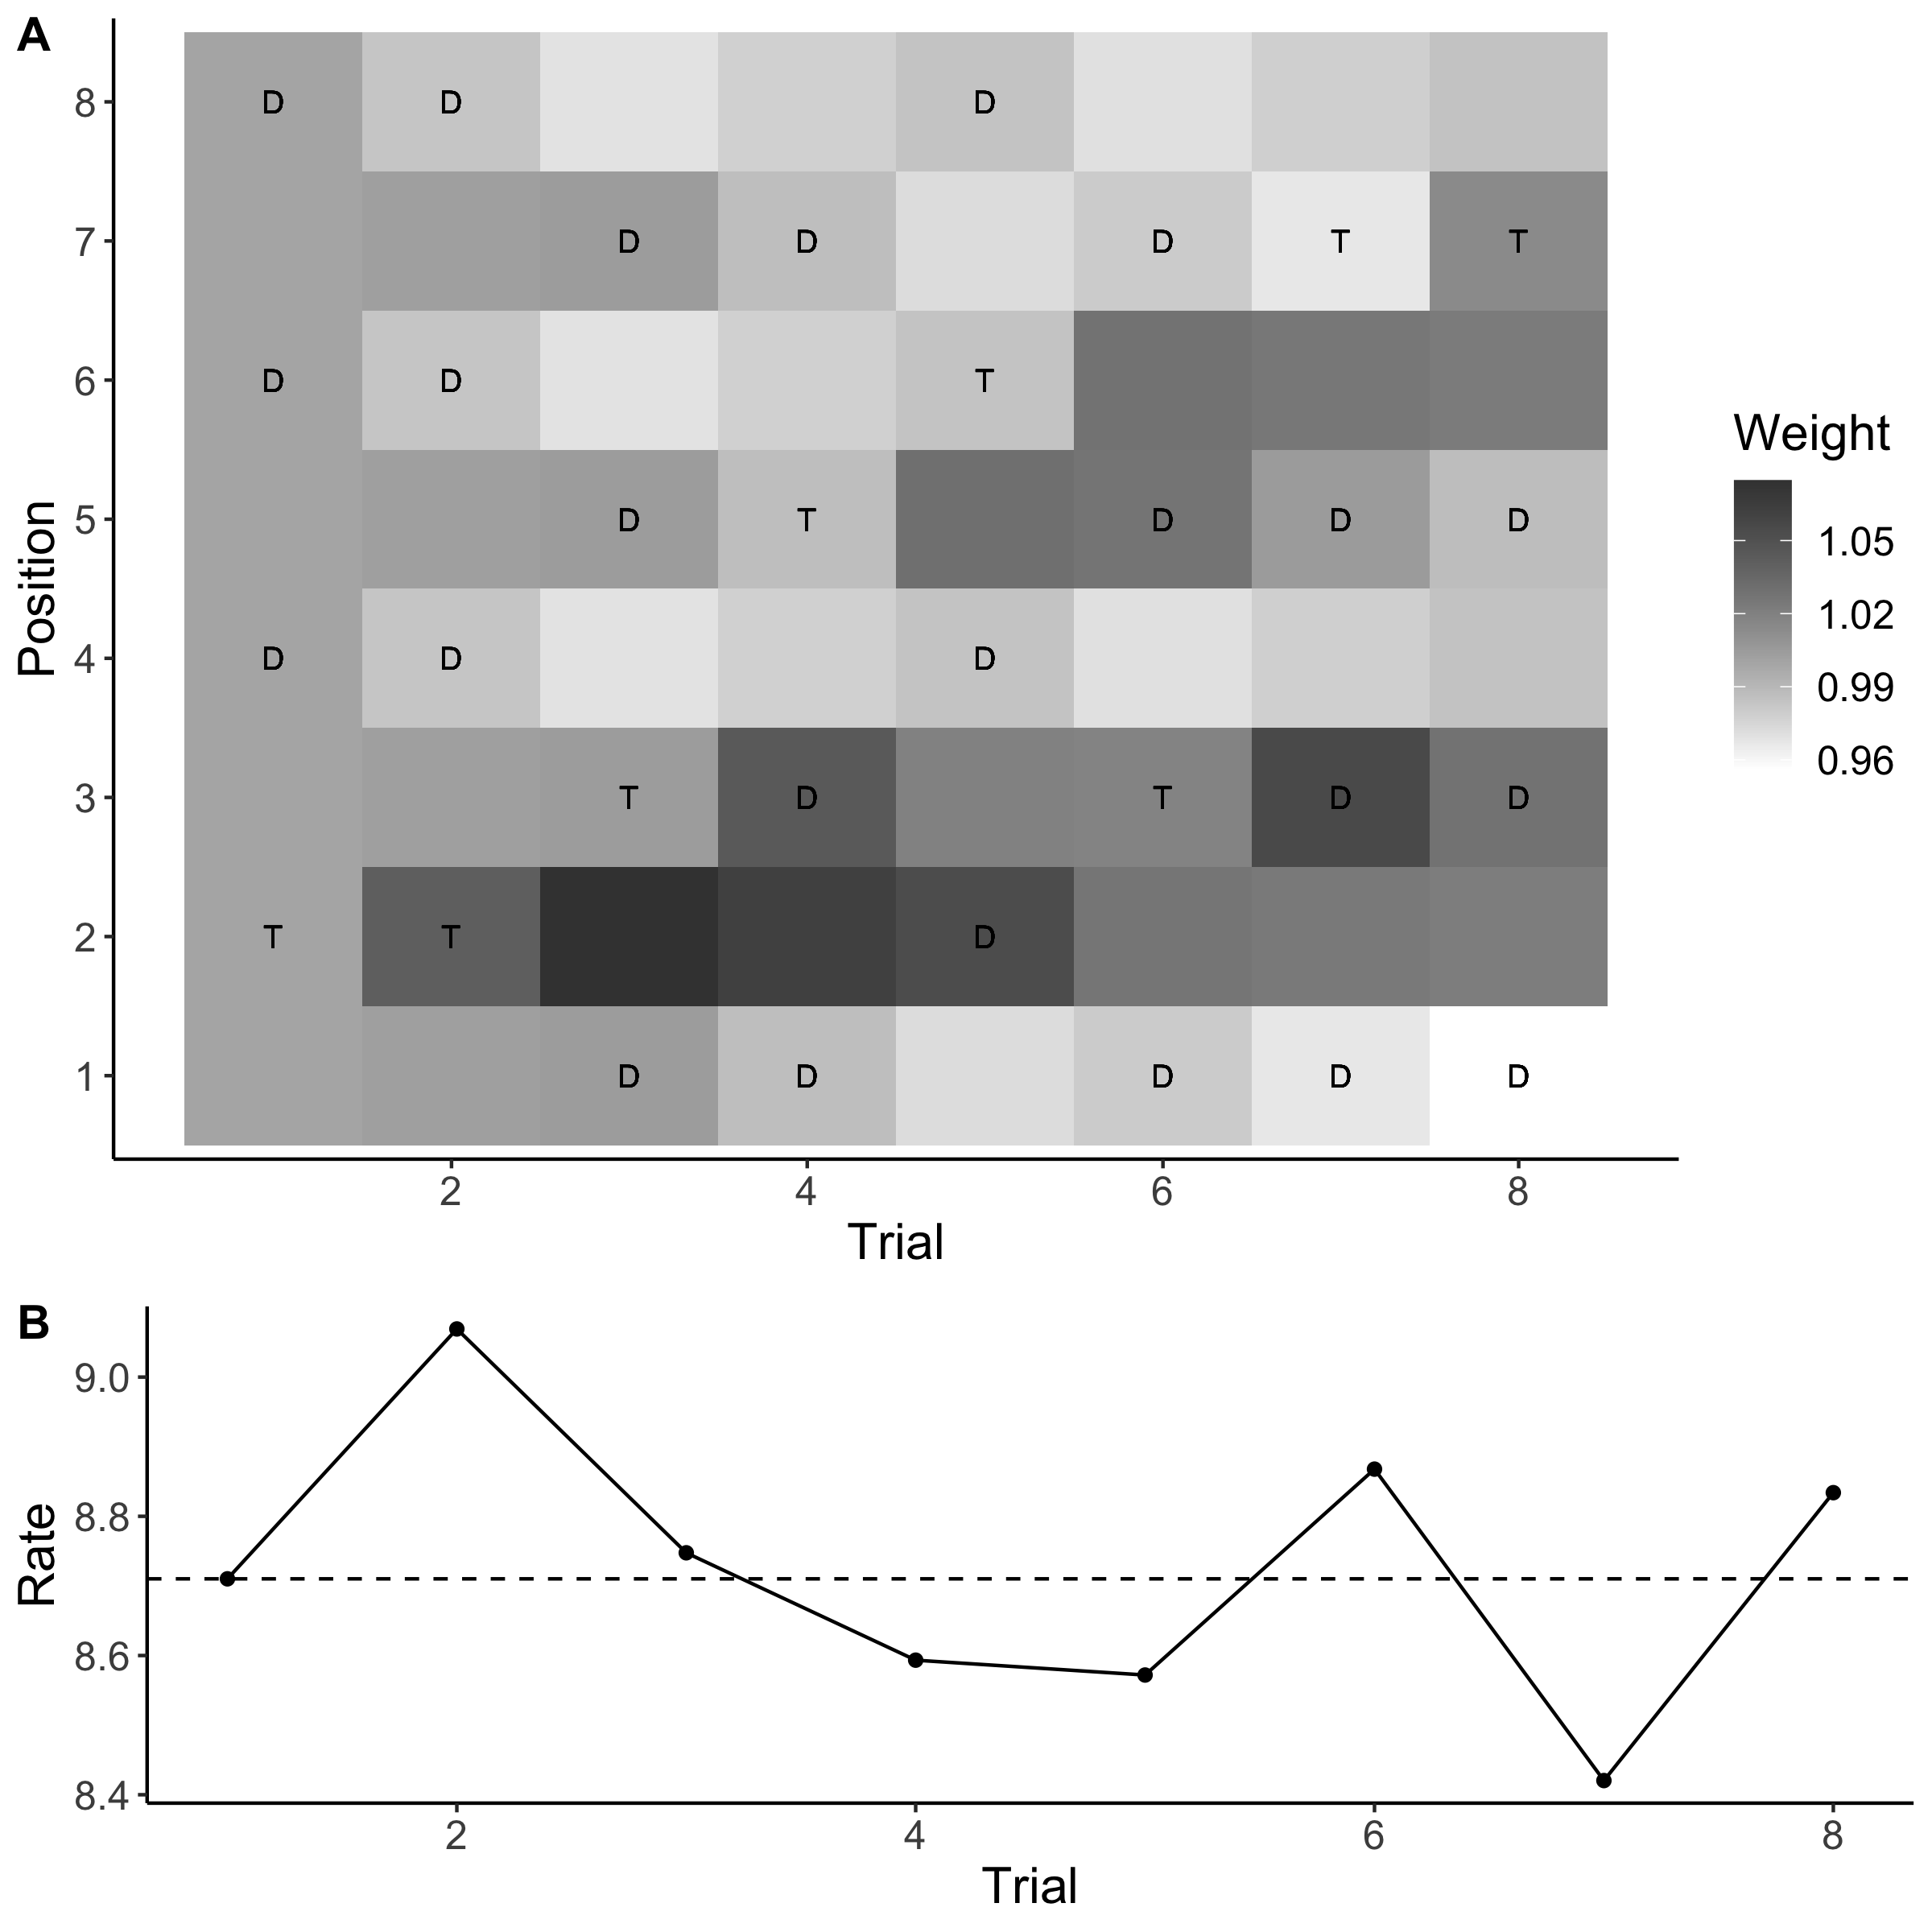 A
8 D D D
7 D D D T T
6 D D T
5 D T D D D
Position
4 D D D
3 T D T D D
2 T T D
1 D D D D D
2 4 6 8
Trial
Weight
1.05
1.02
0.99
0.96
B
9.0
8.8
Rate
8.6
8.4
2 4 6 8
Trial